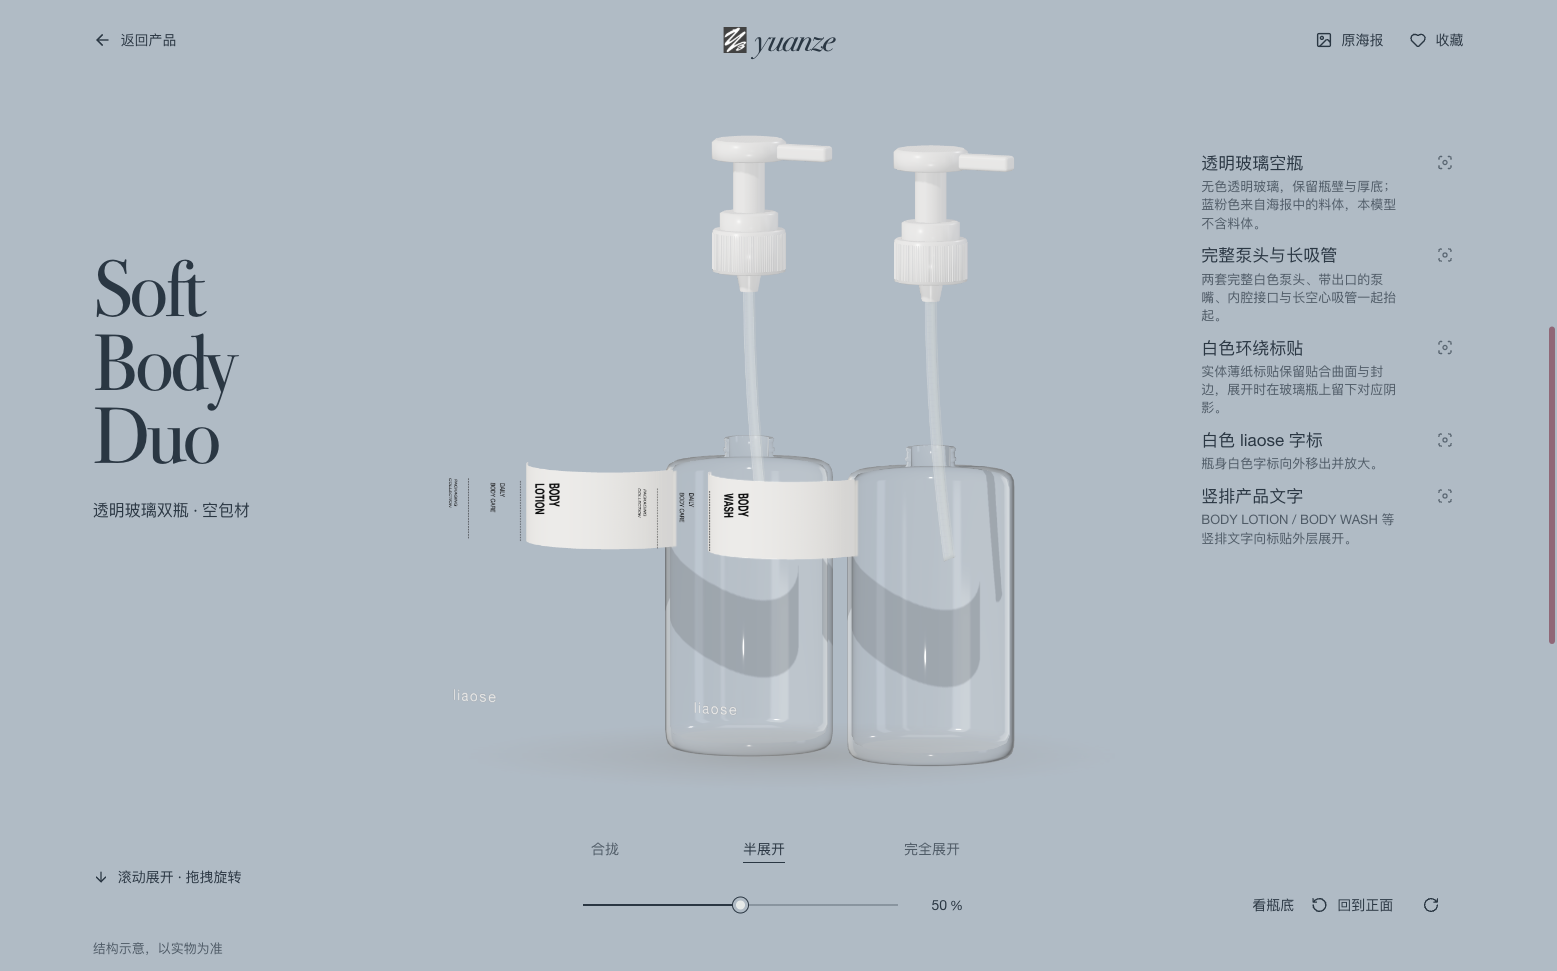 返回产品
yuanze
原海报
收藏
Soft
Body
Duo
透明玻璃双瓶 · 空包材
透明玻璃空瓶
无色透明玻璃，保留瓶壁与厚底；
蓝粉色来自海报中的料体，本模型
不含料体。
完整泵头与长吸管
两套完整白色泵头、带出口的泵
嘴、内腔接口与长空心吸管一起抬
起。
白色环绕标贴
实体薄纸标贴保留贴合曲面与封
边，展开时在玻璃瓶上留下对应阴
影。
白色 liaose 字标
瓶身白色字标向外移出并放大。
竖排产品文字
BODY LOTION / BODY WASH 等
竖排文字向标贴外层展开。
PACKAGING
COLLECTION
DAILY
BODY CARE
BODY
LOTION
PACKAGING
COLLECTION
DAILY
BODY CARE
BODY
WASH
liaose
liaose
合拢
半展开
完全展开
50 %
滚动展开 · 拖拽旋转
看瓶底
回到正面
结构示意，以实物为准